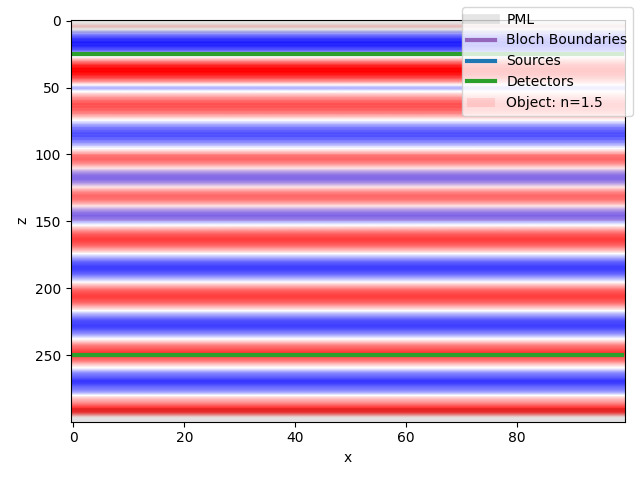 PML
Bloch Boundaries
Sources
Detectors
Object: n=1.5
0
50
100
150
200
250
z
0 20 40 60 80
x